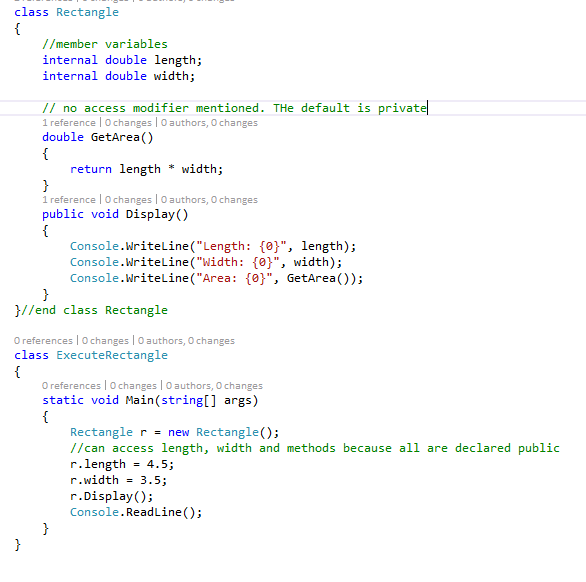 class Rectangle
{
//member variables
internal double length;
internal double width;
// no access modifier mentioned. THe default is private
1 reference | 0 changes | 0 authors, 0 changes
double GetArea()
{
return length * width;
}
1 reference | 0 changes | 0 authors, 0 changes
public void Display()
{
Console.WriteLine("Length: {0}", length);
Console.WriteLine("Width: {0}", width);
Console.WriteLine("Area: {0}", GetArea());
}
}//end class Rectangle
0 references | 0 changes | 0 authors, 0 changes
class ExecuteRectangle
{
0 references | 0 changes | 0 authors, 0 changes
static void Main(string[] args)
{
Rectangle r = new Rectangle();
//can access length, width and methods because all are declared public
r.length = 4.5;
r.width = 3.5;
r.Display();
Console.ReadLine();
}
}